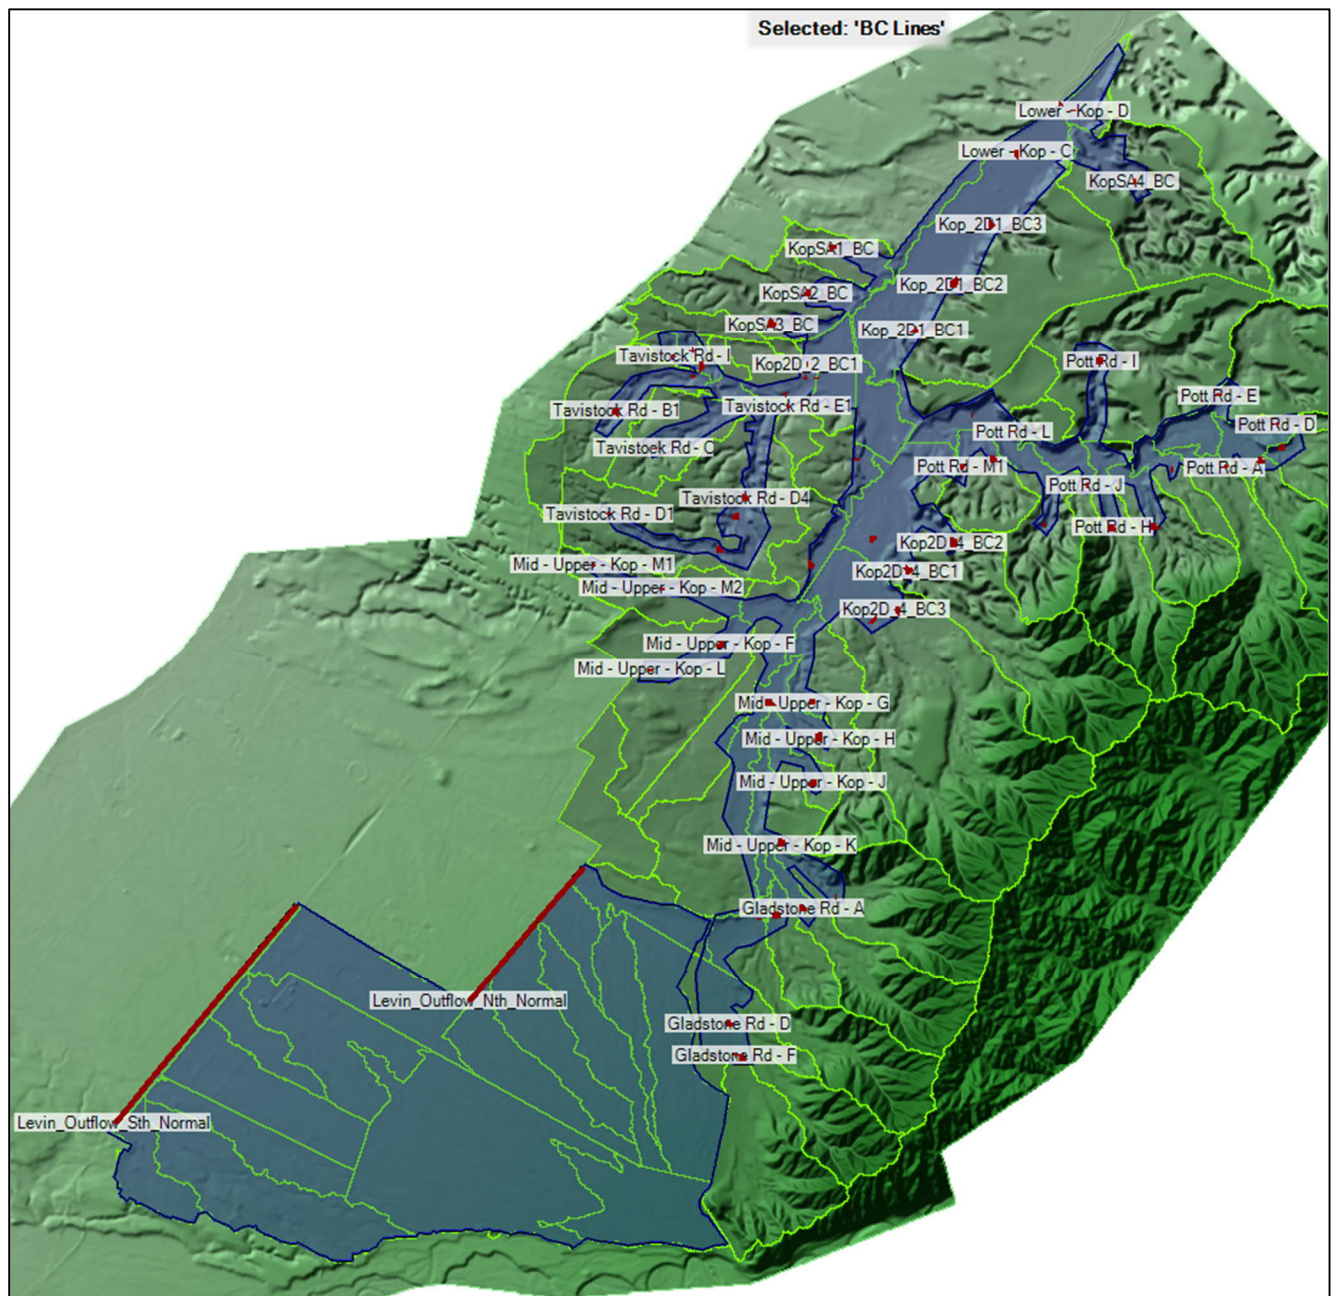 Selected: 'BC Lines'
Lower - Kop - D
Lower - Kop - C
KopSA4_BC
Kop_2D1_BC3
KopSA1_BC
Kop_2D1_BC2
KopSA2_BC
KopSA3_BC
Kop_2D1_BC1
Tavistock Rd - I
Kop2D_2_BC1
Pott Rd - I
Pott Rd - E
Tavistock Rd - B1
Tavistock Rd - E1
Pott Rd - D
Pott Rd - L
Tavistock Rd - C
Pott Rd - M1
Pott Rd - A
Pott Rd - J
Tavistock Rd - D4
Tavistock Rd - D1
Pott Rd - H
Kop2D_4_BC2
Mid - Upper - Kop - M1
Kop2D_4_BC1
Mid - Upper - Kop - M2
Kop2D_4_BC3
Mid - Upper - Kop - F
Mid - Upper - Kop - L
Mid - Upper - Kop - G
Mid - Upper - Kop - H
Mid - Upper - Kop - J
Mid - Upper - Kop - K
Gladstone Rd - A
Levin_Outflow_Nth_Normal
Gladstone Rd - D
Gladstone Rd - F
Levin_Outflow_Sth_Normal